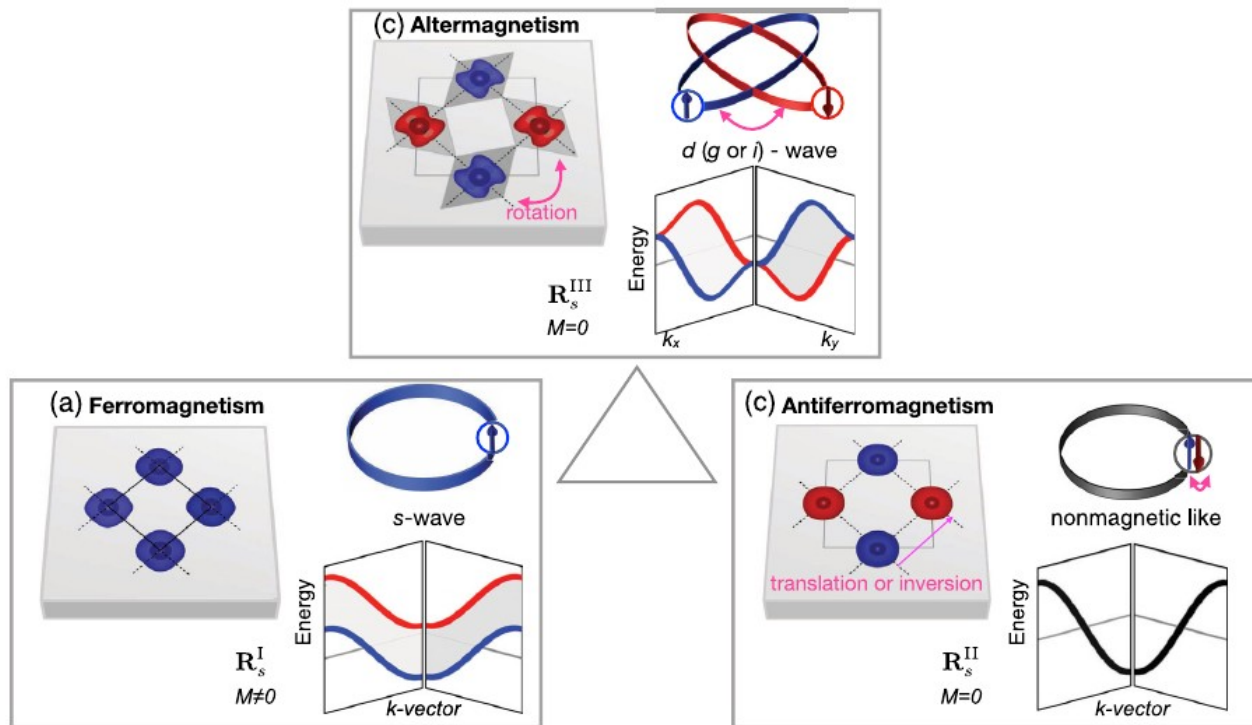 (c) Altermagnetism
d (g or i) - wave
rotation
Energy
R_s^III
M=0
k_x
k_y
(a) Ferromagnetism
s-wave
Energy
R_s^I
M≠0
k-vector
(c) Antiferromagnetism
nonmagnetic like
translation or inversion
Energy
R_s^II
M=0
k-vector